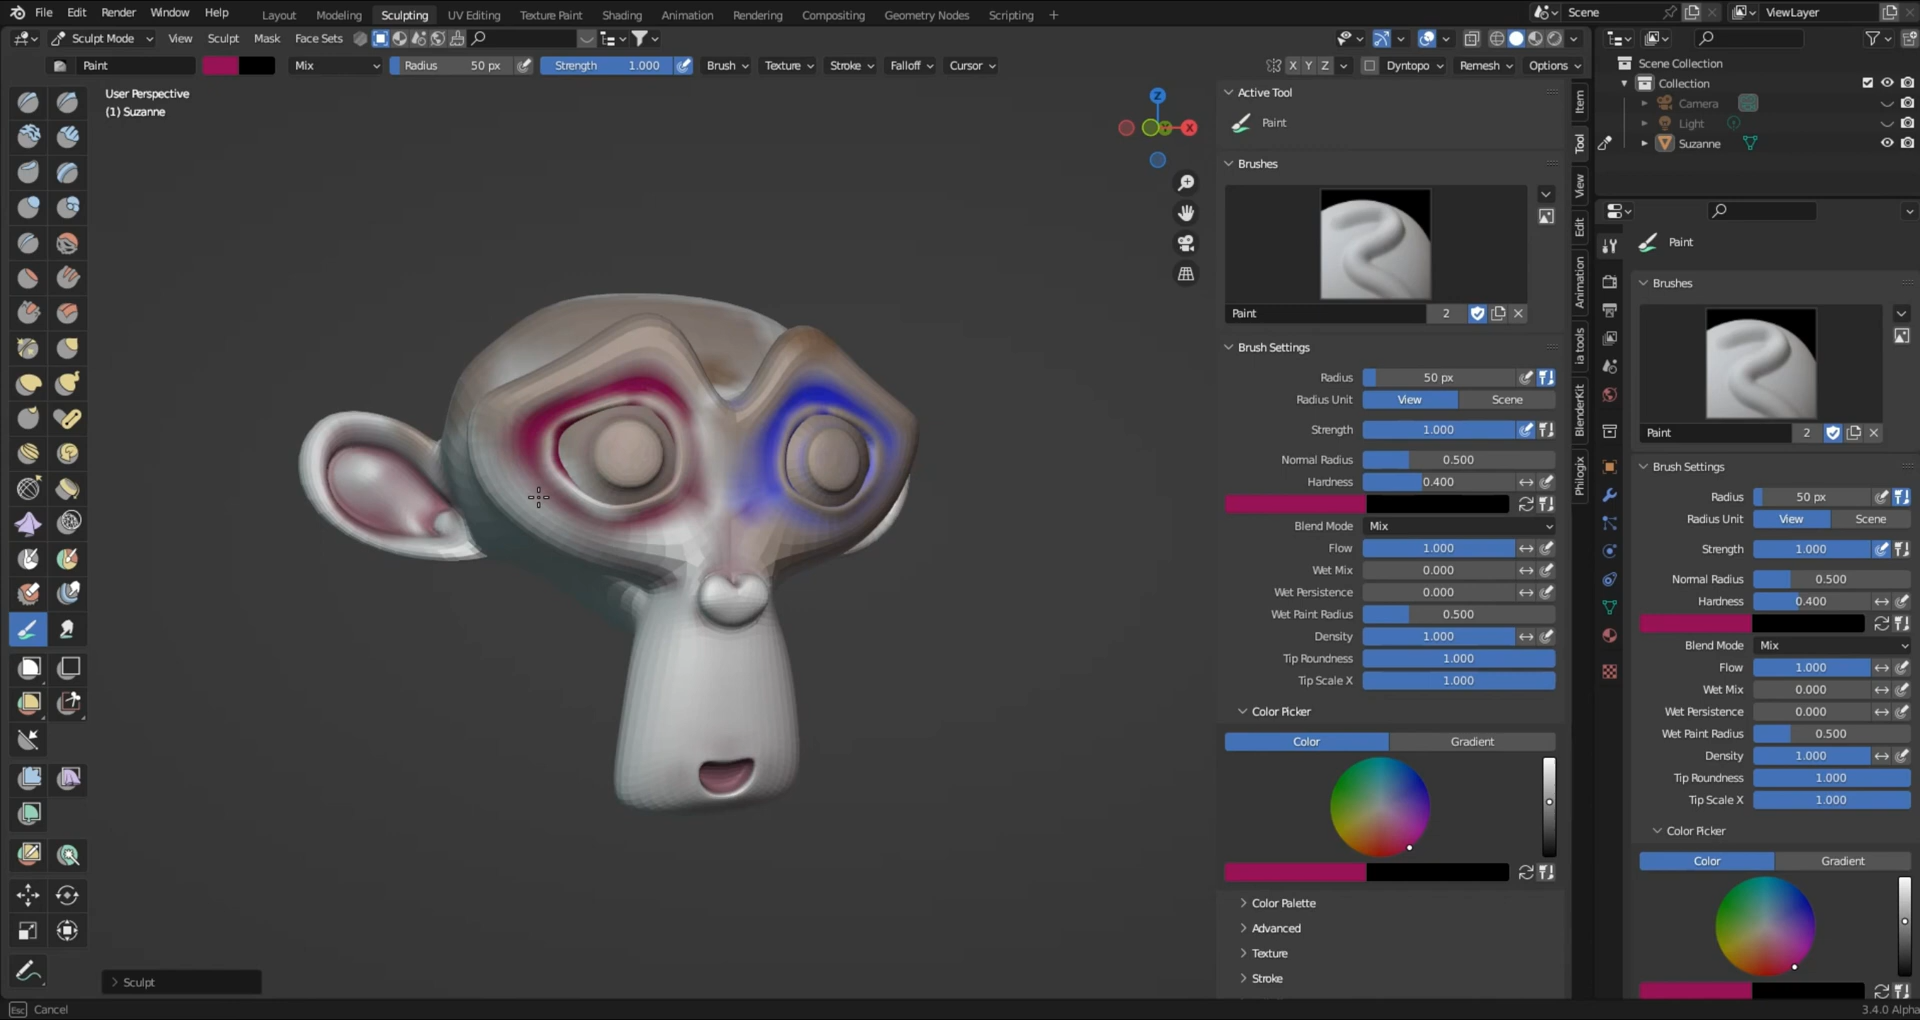 File Edit Render Window Help
Layout Modeling Sculpting UV Editing Texture Paint Shading Animation Rendering Compositing Geometry Nodes Scripting +
Scene
ViewLayer
Sculpt Mode View Sculpt Mask Face Sets
Paint Mix Radius 50 px Strength 1.000 Brush Texture Stroke Falloff Cursor
X Y Z Dyntopo Remesh Options
User Perspective
(1) Suzanne
Z
X
Active Tool
Paint
Brushes
Paint 2
Brush Settings
Radius 50 px
Radius Unit View Scene
Strength 1.000
Normal Radius 0.500
Hardness 0.400
Blend Mode Mix
Flow 1.000
Wet Mix 0.000
Wet Persistence 0.000
Wet Paint Radius 0.500
Density 1.000
Tip Roundness 1.000
Tip Scale X 1.000
Color Picker
Color Gradient
Color Palette
Advanced
Texture
Stroke
Item
Tool
View
Edit
Animation
ia tools
BlenderKit
Philogix
Scene Collection
Collection
Camera
Light
Suzanne
Paint
Brushes
Paint 2
Brush Settings
Radius 50 px
Radius Unit View Scene
Strength 1.000
Normal Radius 0.500
Hardness 0.400
Blend Mode Mix
Flow 1.000
Wet Mix 0.000
Wet Persistence 0.000
Wet Paint Radius 0.500
Density 1.000
Tip Roundness 1.000
Tip Scale X 1.000
Color Picker
Color Gradient
Sculpt
Esc Cancel
3.4.0 Alpha